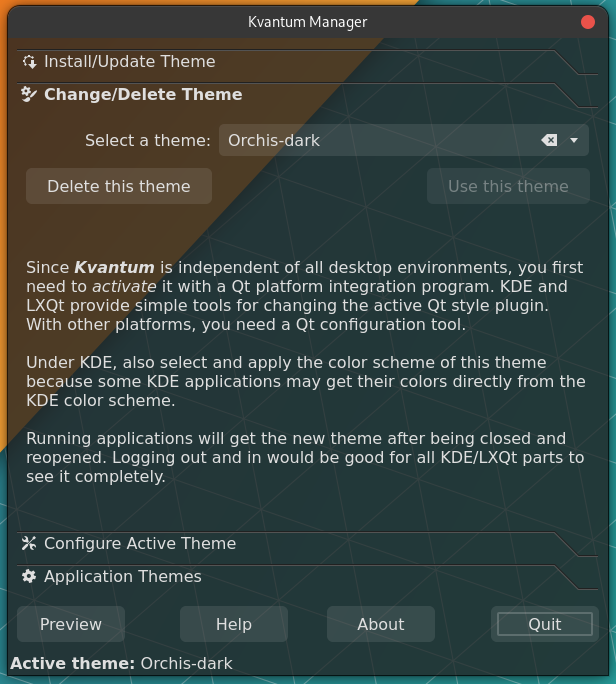 Kvantum Manager
Install/Update Theme
Change/Delete Theme
Select a theme: Orchis-dark
Delete this theme Use this theme
Since Kvantum is independent of all desktop environments, you first
need to activate it with a Qt platform integration program. KDE and
LXQt provide simple tools for changing the active Qt style plugin.
With other platforms, you need a Qt configuration tool.
Under KDE, also select and apply the color scheme of this theme
because some KDE applications may get their colors directly from the
KDE color scheme.
Running applications will get the new theme after being closed and
reopened. Logging out and in would be good for all KDE/LXQt parts to
see it completely.
Configure Active Theme
Application Themes
Preview Help About Quit
Active theme: Orchis-dark